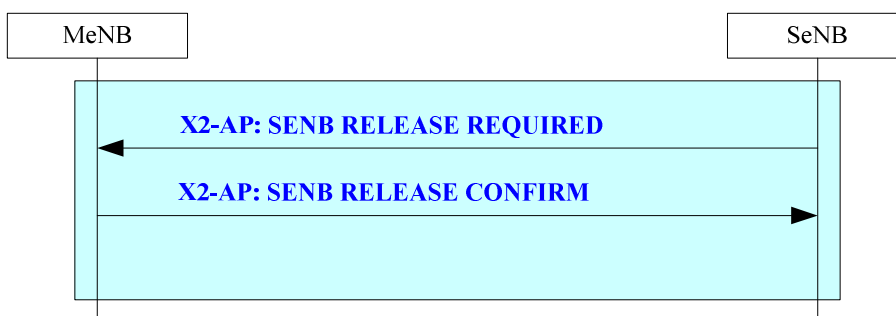 MeNB
SeNB
X2-AP: SENB RELEASE REQUIRED
X2-AP: SENB RELEASE CONFIRM